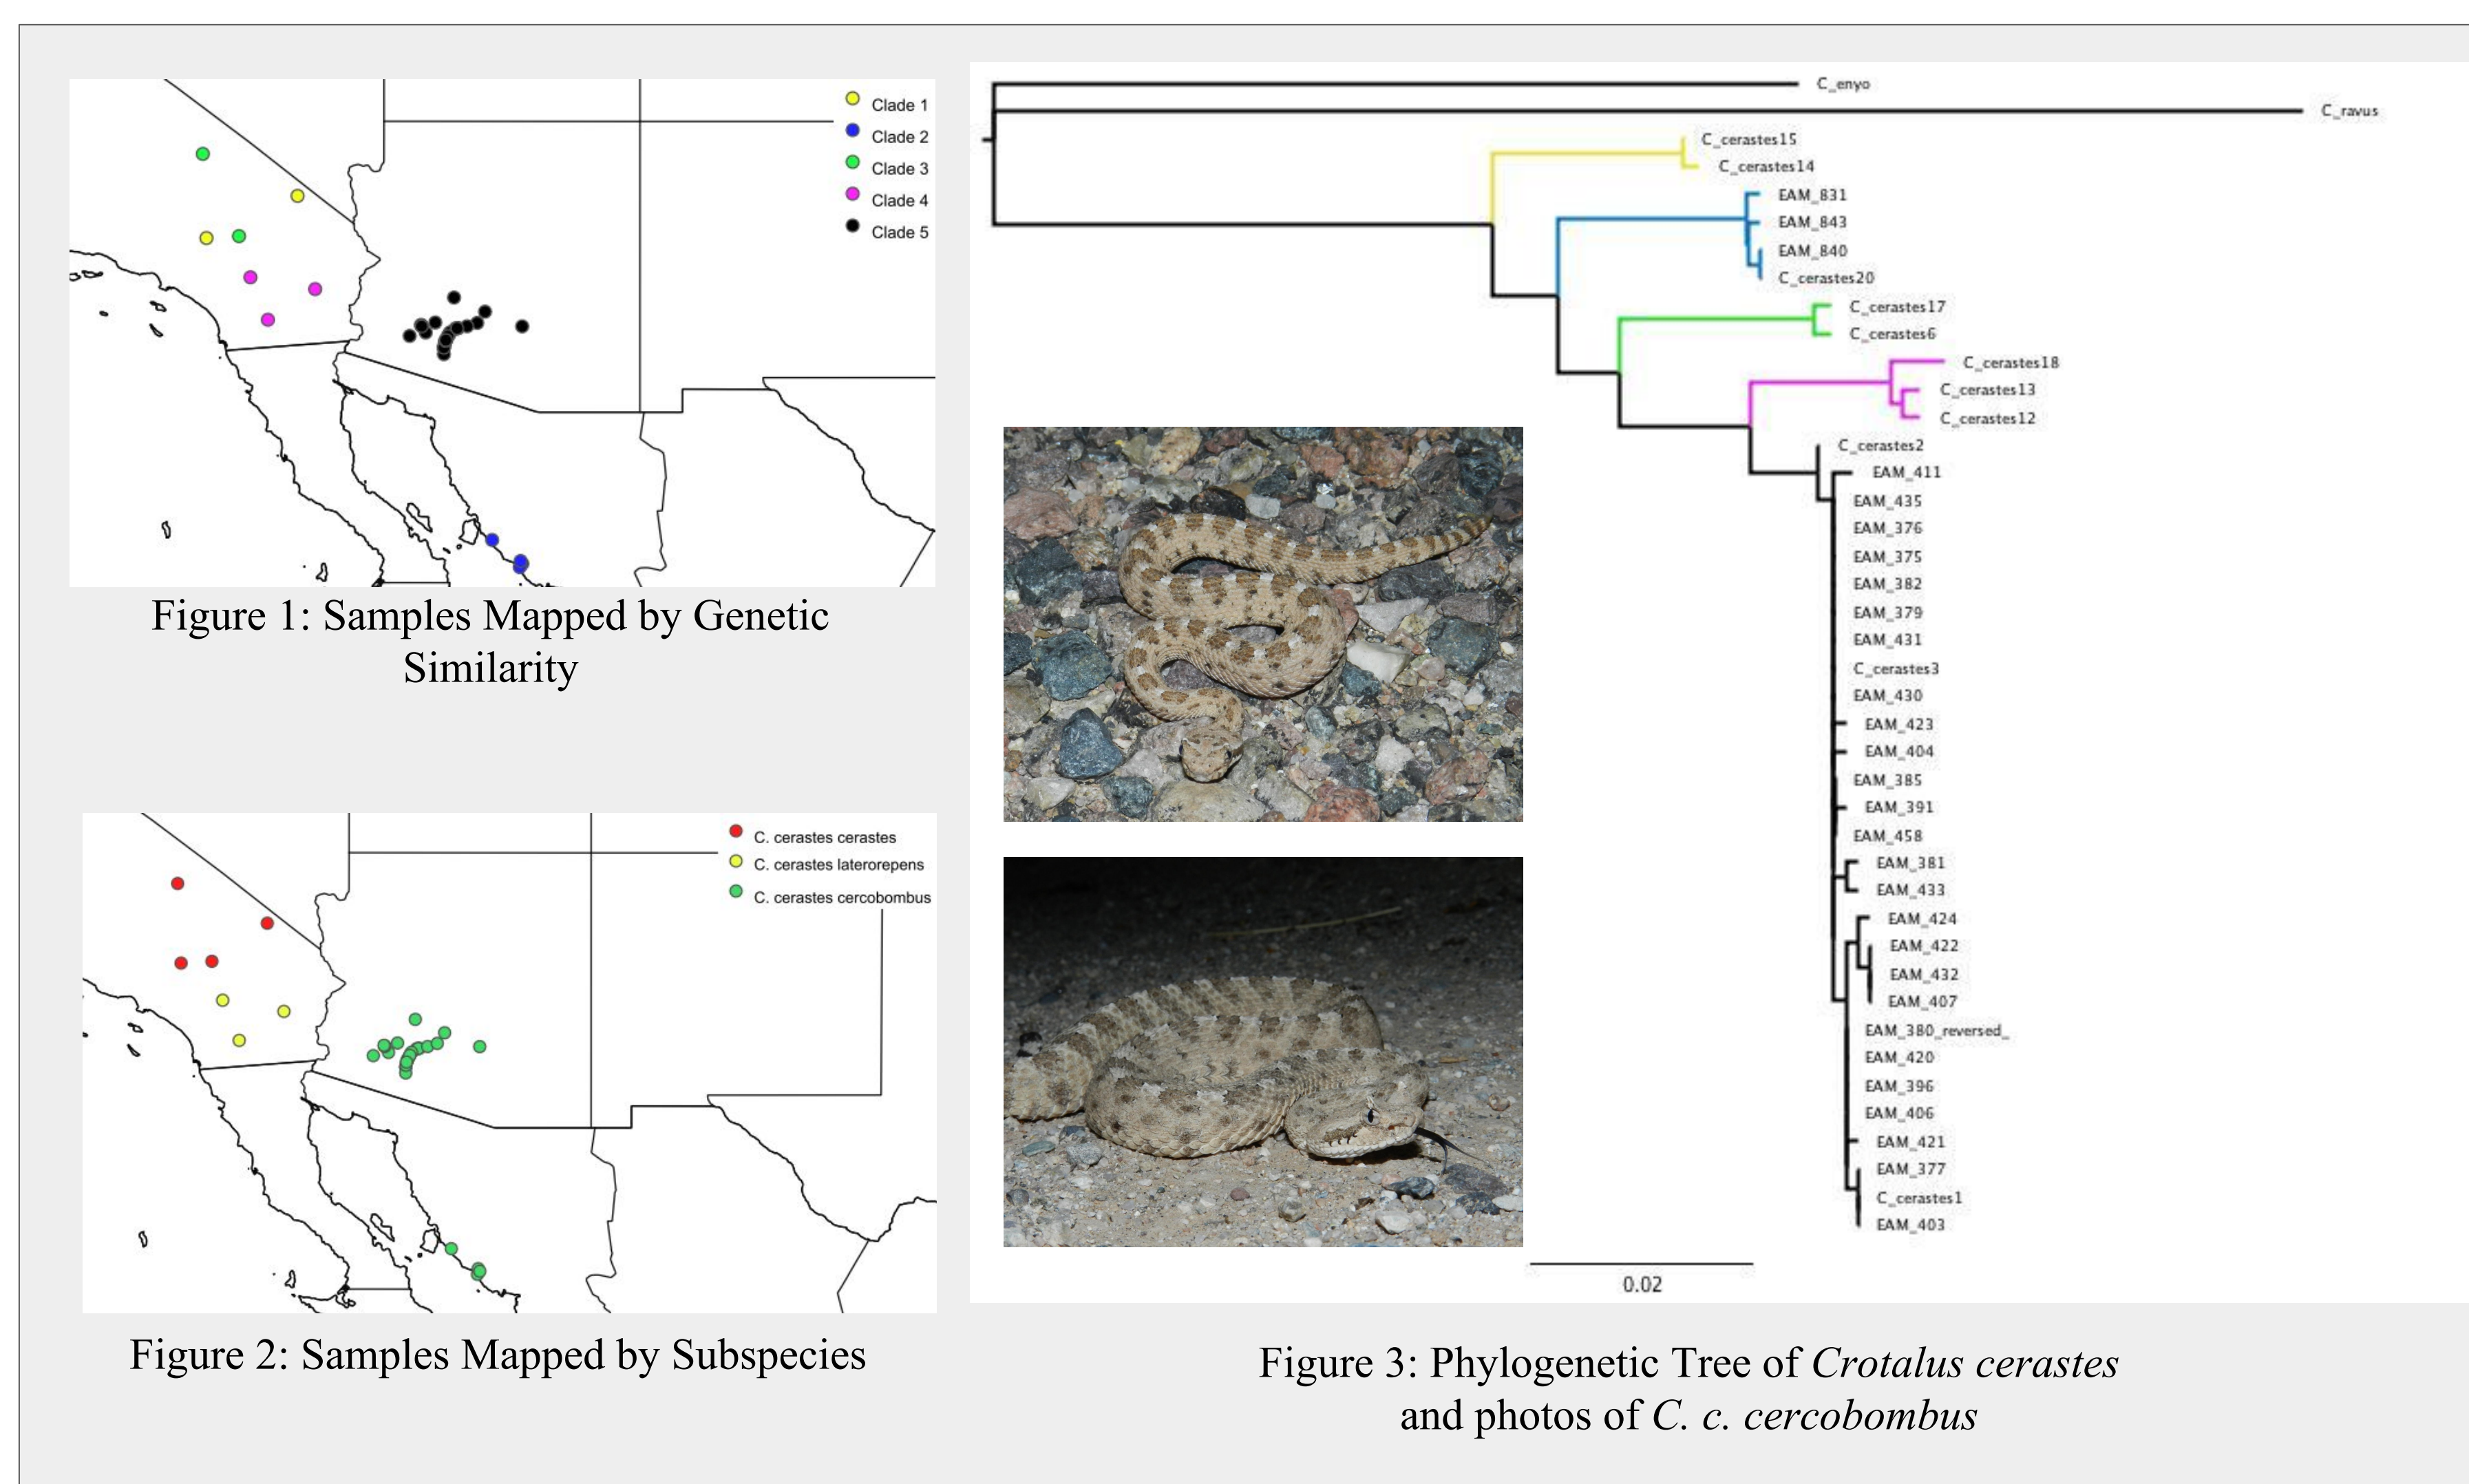 Clade 1
Clade 2
Clade 3
Clade 4
Clade 5
Figure 1: Samples Mapped by Genetic
Similarity
C. cerastes cerastes
C. cerastes laterorepens
C. cerastes cercobombus
Figure 2: Samples Mapped by Subspecies
C_enyo
C_ravus
C_cerastes15
C_cerastes14
EAM_831
EAM_843
EAM_840
C_cerastes20
C_cerastes17
C_cerastes6
C_cerastes18
C_cerastes13
C_cerastes12
C_cerastes2
EAM_411
EAM_435
EAM_376
EAM_375
EAM_382
EAM_379
EAM_431
C_cerastes3
EAM_430
EAM_423
EAM_404
EAM_385
EAM_391
EAM_458
EAM_381
EAM_433
EAM_424
EAM_422
EAM_432
EAM_407
EAM_380_reversed_
EAM_420
EAM_396
EAM_406
EAM_421
EAM_377
C_cerastes1
EAM_403
0.02
Figure 3: Phylogenetic Tree of Crotalus cerastes
and photos of C. c. cercobombus